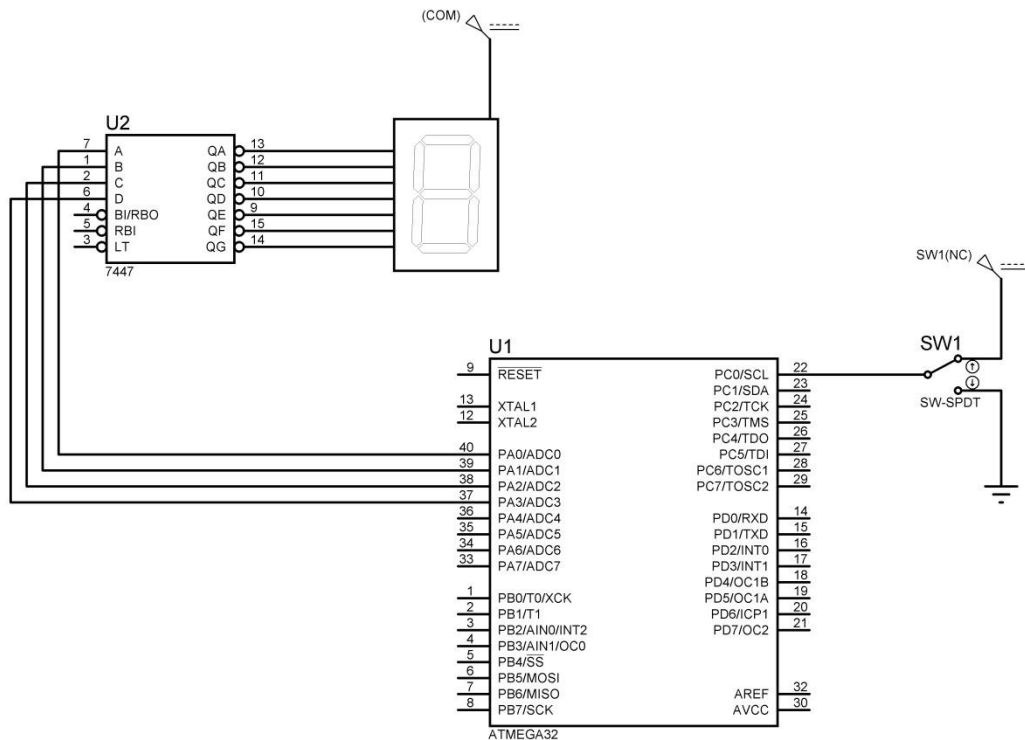 (COM)
U2
7 A QA 13
1 B QB 12
2 C QC 11
6 D QD 10
4 BI/RBO QE 9
5 RBI QF 15
3 LT QG 14
7447
SW1(NC)
SW1
SW-SPDT
U1
9 RESET PC0/SCL 22
PC1/SDA 23
13 XTAL1 PC2/TCK 24
12 XTAL2 PC3/TMS 25
PC4/TDO 26
40 PA0/ADC0 PC5/TDI 27
39 PA1/ADC1 PC6/TOSC1 28
38 PA2/ADC2 PC7/TOSC2 29
37 PA3/ADC3
36 PA4/ADC4 PD0/RXD 14
35 PA5/ADC5 PD1/TXD 15
34 PA6/ADC6 PD2/INT0 16
33 PA7/ADC7 PD3/INT1 17
PD4/OC1B 18
1 PB0/T0/XCK PD5/OC1A 19
2 PB1/T1 PD6/ICP1 20
3 PB2/AIN0/INT2 PD7/OC2 21
4 PB3/AIN1/OC0
5 PB4/SS
6 PB5/MOSI
7 PB6/MISO AREF 32
8 PB7/SCK AVCC 30
ATMEGA32